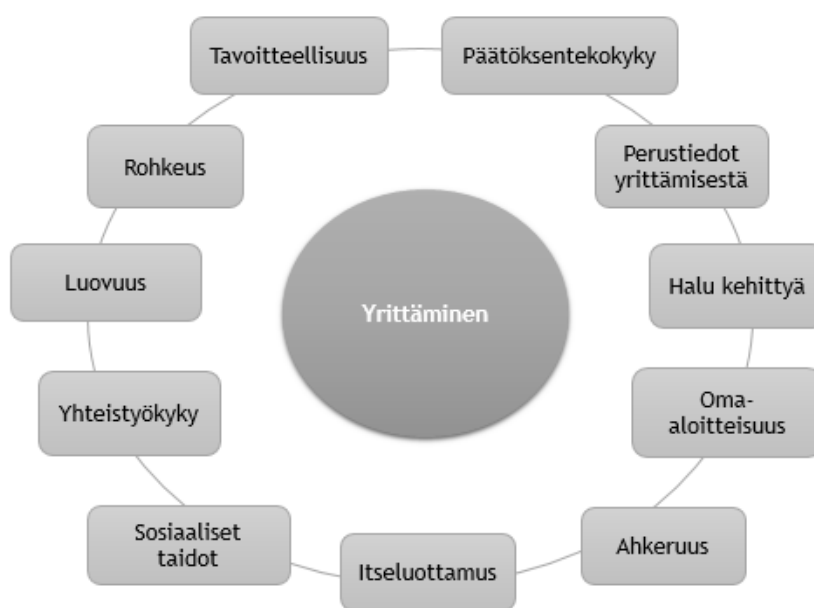 Tavoitteellisuus
Päätöksentekokyky
Rohkeus
Perustiedot
yrittämisestä
Luovuus
Yrittäminen
Halu kehittyä
Yhteistyökyky
Oma-
aloitteisuus
Sosiaaliset
taidot
Itseluottamus
Ahkeruus